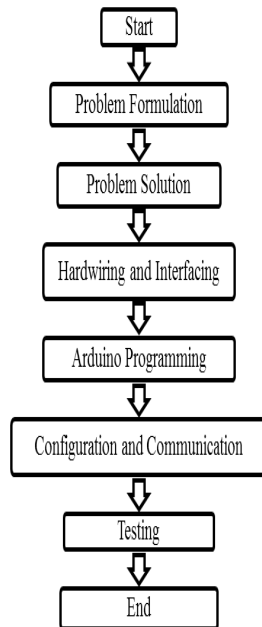 Start
Problem Formulation
Problem Solution
Hardwiring and Interfacing
Arduino Programming
Configuration and Communication
Testing
End